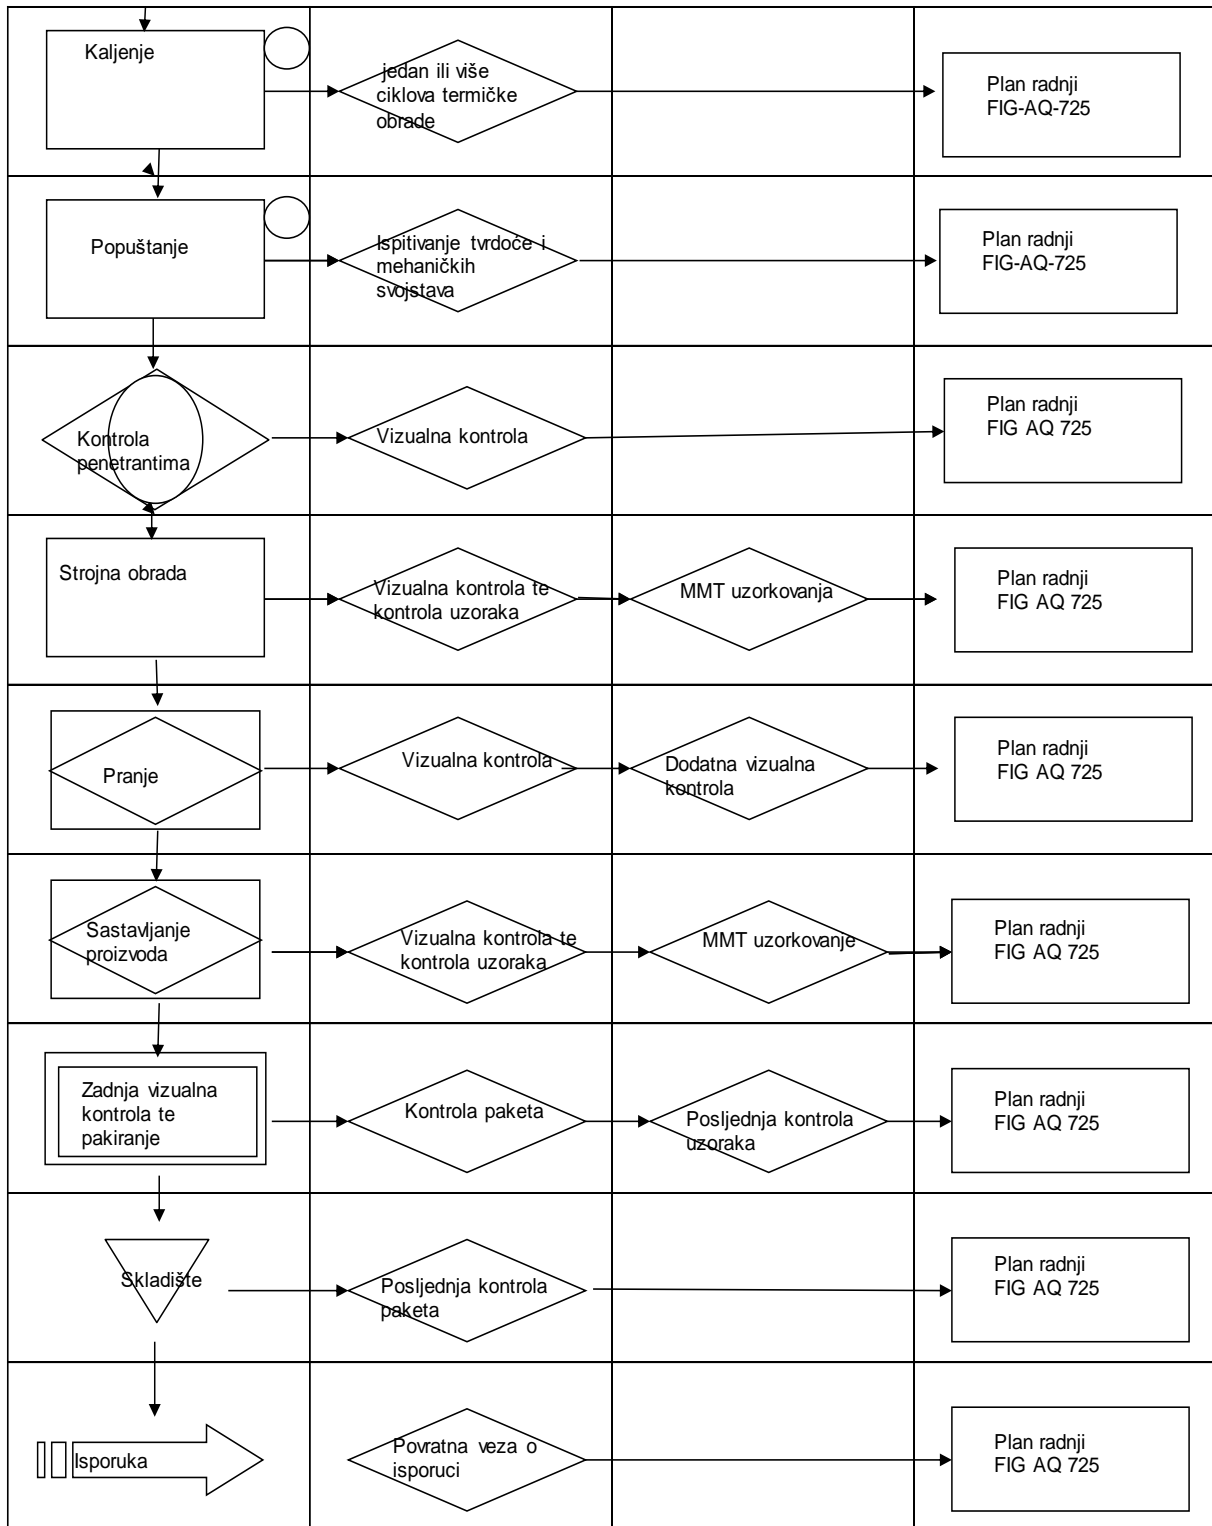 Kaljenje
jedan ili više
ciklova termičke
obrade
Plan radnji
FIG-AQ-725
Popuštanje
Ispitivanje tvrdoće i
mehaničkih
svojstava
Plan radnji
FIG-AQ-725
Kontrola
penetrantima
Vizualna kontrola
Plan radnji
FIG AQ 725
Strojna obrada
Vizualna kontrola te
kontrola uzoraka
MMT uzorkovanja
Plan radnji
FIG AQ 725
Pranje
Vizualna kontrola
Dodatna vizualna
kontrola
Plan radnji
FIG AQ 725
Sastavljanje
proizvoda
Vizualna kontrola te
kontrola uzoraka
MMT uzorkovanje
Plan radnji
FIG AQ 725
Zadnja vizualna
kontrola te
pakiranje
Kontrola paketa
Posljednja kontrola
uzoraka
Plan radnji
FIG AQ 725
Skladište
Posljednja kontrola
paketa
Plan radnji
FIG AQ 725
Isporuka
Povratna veza o
isporuci
Plan radnji
FIG AQ 725